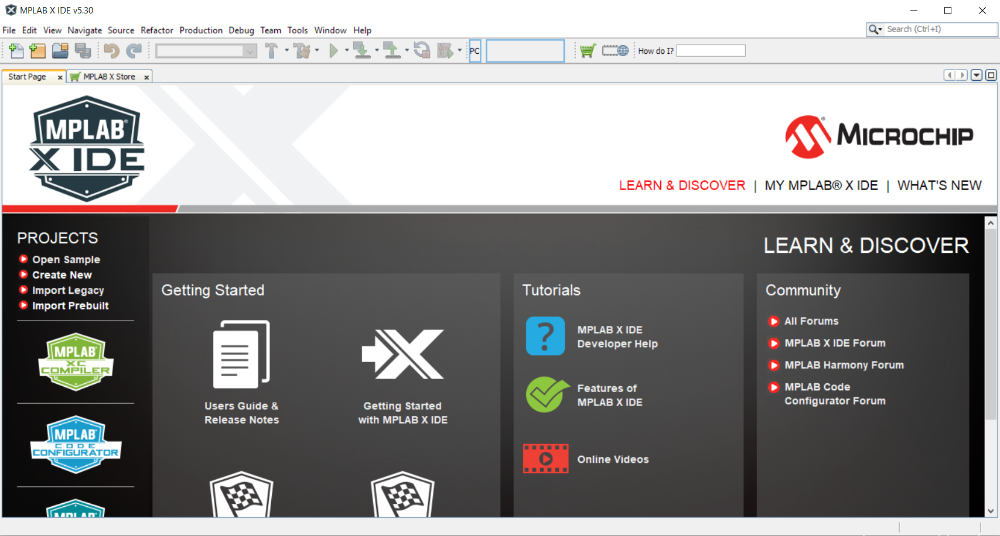 MPLAB X IDE v5.30
File Edit View Navigate Source Refactor Production Debug Team Tools Window Help
Search (Ctrl+I)
PC
How do I?
Start Page x
MPLAB X Store x
MPLAB®
X IDE
MICROCHIP
LEARN & DISCOVER | MY MPLAB® X IDE | WHAT'S NEW
PROJECTS
Open Sample
Create New
Import Legacy
Import Prebuilt
MPLAB®
XC
COMPILER
MPLAB®
CODE
CONFIGURATOR
MPLAB®
LEARN & DISCOVER
Getting Started
Users Guide &
Release Notes
Getting Started
with MPLAB X IDE
Tutorials
?
MPLAB X IDE
Developer Help
Features of
MPLAB X IDE
Online Videos
Community
All Forums
MPLAB X IDE Forum
MPLAB Harmony Forum
MPLAB Code
Configurator Forum